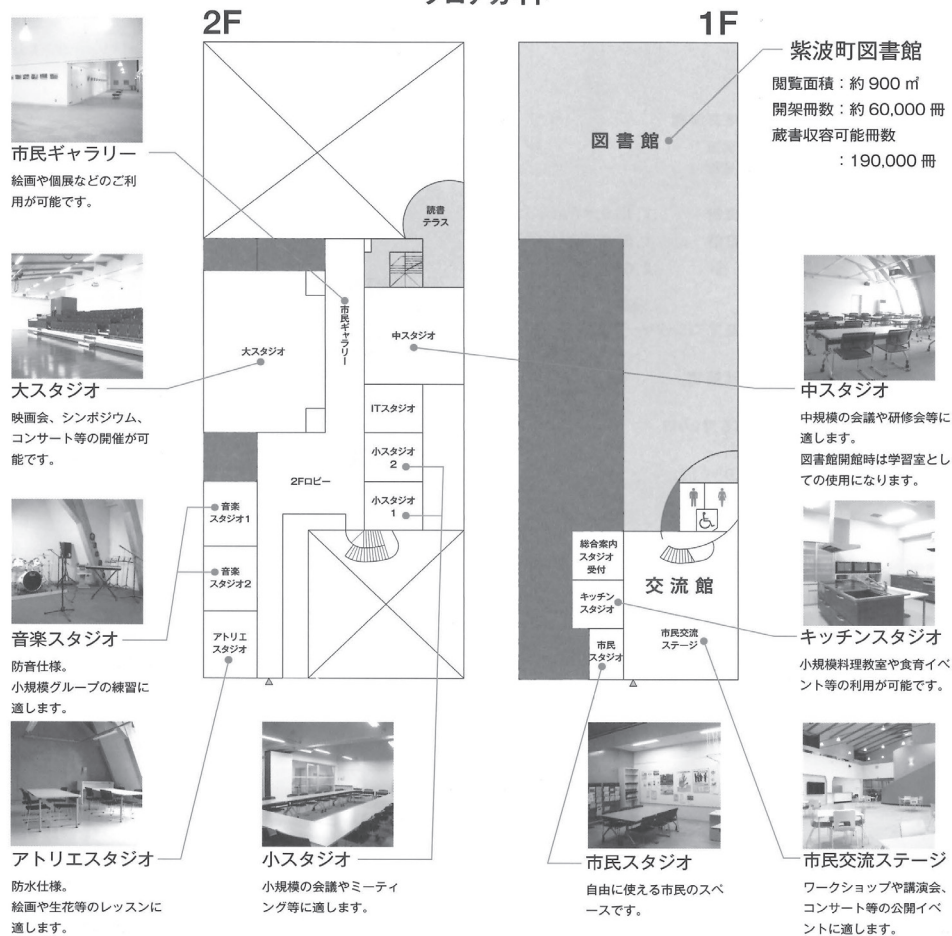 フロアガイド
2F
1F
紫波町図書館
閲覧面積：約 900 ㎡
開架冊数：約 60,000 冊
蔵書収容可能冊数
：190,000 冊
図書館
読書
テラス
市民ギャラリー
絵画や個展などのご利
用が可能です。
市民ギャラリー
大スタジオ
中スタジオ
ITスタジオ
小スタジオ
2
小スタジオ
1
2Fロビー
音楽
スタジオ1
音楽
スタジオ2
アトリエ
スタジオ
総合案内
スタジオ
受付
キッチン
スタジオ
市民
スタジオ
交流館
市民交流
ステージ
大スタジオ
映画会、シンポジウム、
コンサート等の開催が可
能です。
中スタジオ
中規模の会議や研修会等に
適します。
図書館開館時は学習室とし
ての使用になります。
音楽スタジオ
防音仕様。
小規模グループの練習に
適します。
キッチンスタジオ
小規模料理教室や食育イベ
ント等の利用が可能です。
アトリエスタジオ
防水仕様。
絵画や生花等のレッスンに
適します。
小スタジオ
小規模の会議やミーティ
ング等に適します。
市民スタジオ
自由に使える市民のスペ
ースです。
市民交流ステージ
ワークショップや講演会、
コンサート等の公開イベ
ントに適します。